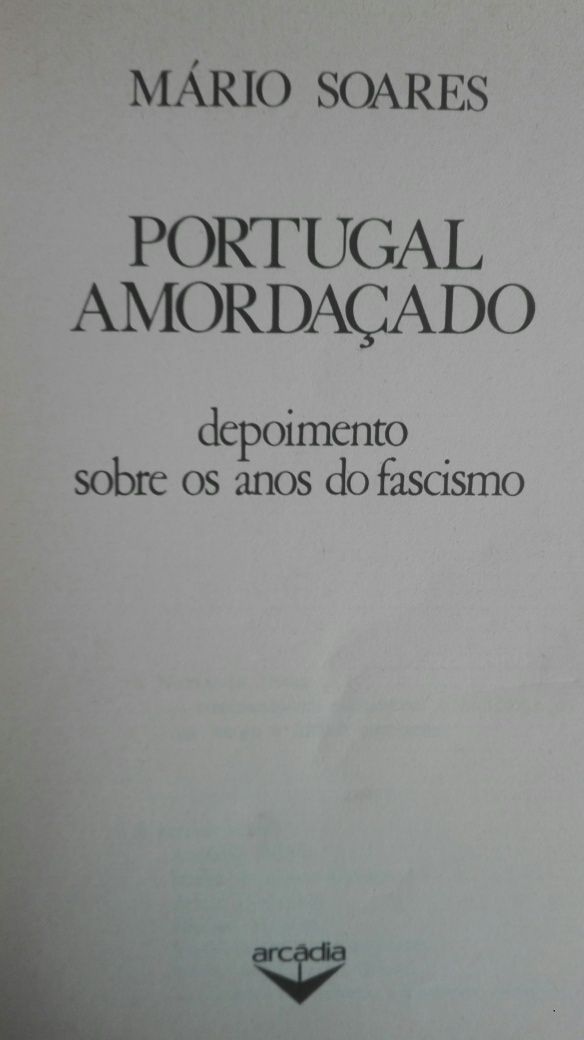 MÁRIO SOARES
PORTUGAL
AMORDAÇADO
depoimento
sobre os anos do fascismo
arcádia